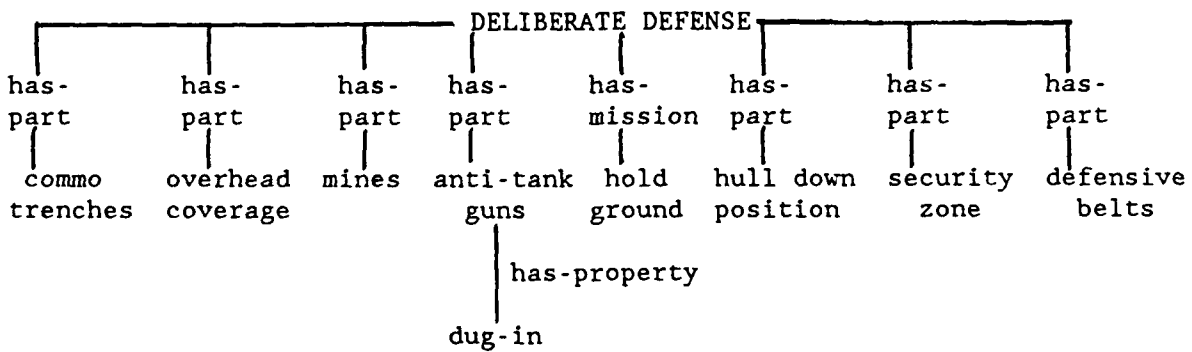 DELIBERATE DEFENSE
has- has- has- has- has- has- has- has-
part part part part mission part part part
commo overhead mines anti-tank hold hull down security defensive
trenches coverage guns ground position zone belts
has-property
dug-in